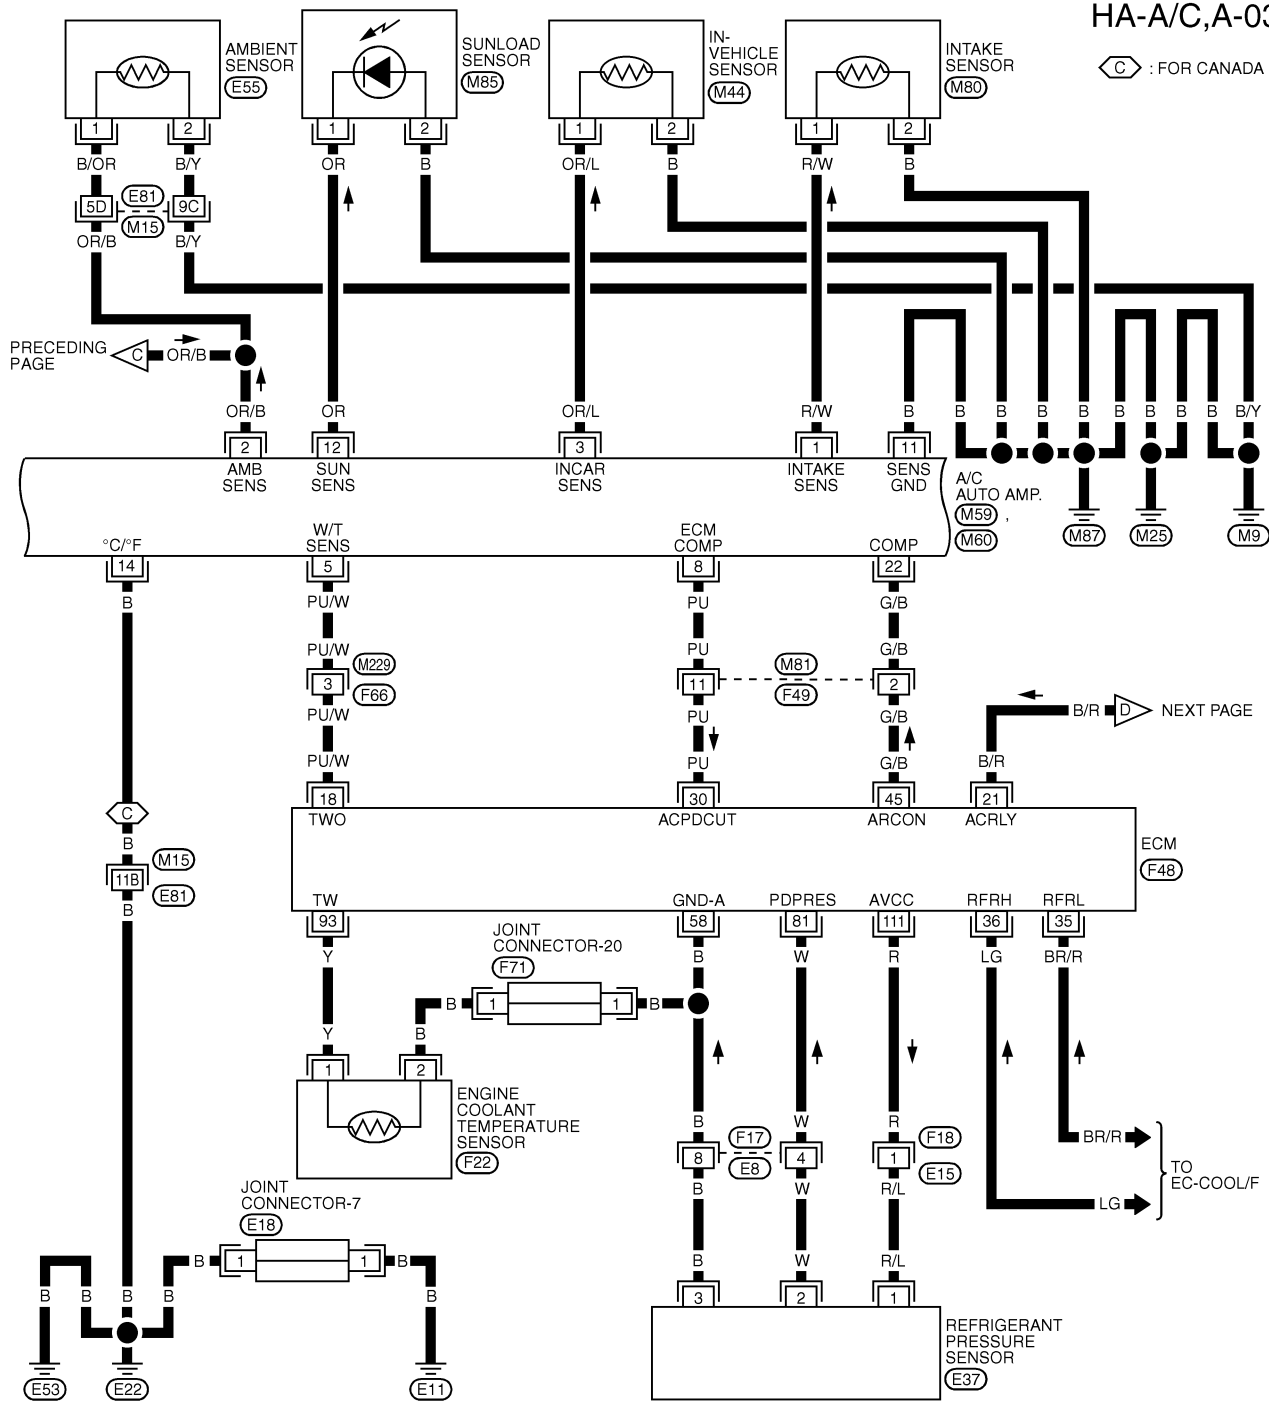 HA-A/C,A-03
C : FOR CANADA
AMBIENT
SENSOR
E55
SUNLOAD
SENSOR
M85
IN-
VEHICLE
SENSOR
M44
INTAKE
SENSOR
M80
1 2 1 2 1 2 1 2
B/OR B/Y OR B OR/L B R/W B
5D E81 9C
M15
OR/B B/Y
PRECEDING
PAGE
C OR/B
OR/B OR OR/L R/W B B B B B B B B B B/Y
2 12 3 1 11
AMB
SENS
SUN
SENS
INCAR
SENS
INTAKE
SENS
SENS
GND
A/C
AUTO AMP.
M59 ,
M60
M87 M25 M9
°C/°F
W/T
SENS
ECM
COMP
COMP
14 5 8 22
B PU/W PU G/B
PU/W PU G/B
M229
3
F66
11 M81 2
F49
PU/W PU G/B
B/R D NEXT PAGE
PU/W PU G/B B/R
18 30 45 21
TWO ACPDCUT ARCON ACRLY
C
B
M15
11B
E81
B
ECM
F48
TW GND-A PDPRES AVCC RFRH RFRL
93 58 81 111 36 35
Y B W R LG BR/R
JOINT
CONNECTOR-20
F71
B 1 1 B
Y B
1 2
ENGINE
COOLANT
TEMPERATURE
SENSOR
F22
B W R
8 F17 4 1 F18
E8 E15
B W R/L
BR/R
LG
TO
EC-COOL/F
JOINT
CONNECTOR-7
E18
B 1 1 B
B B B B B
B W R/L
3 2 1
REFRIGERANT
PRESSURE
SENSOR
E37
E53 E22 E11